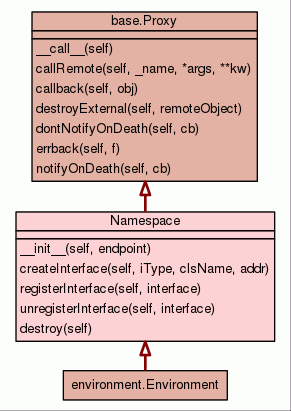 base.Proxy
__call__(self)
callRemote(self, _name, *args, **kw)
callback(self, obj)
destroyExternal(self, remoteObject)
dontNotifyOnDeath(self, cb)
errback(self, f)
notifyOnDeath(self, cb)
Namespace
__init__(self, endpoint)
createInterface(self, iType, clsName, addr)
registerInterface(self, interface)
unregisterInterface(self, interface)
destroy(self)
environment.Environment